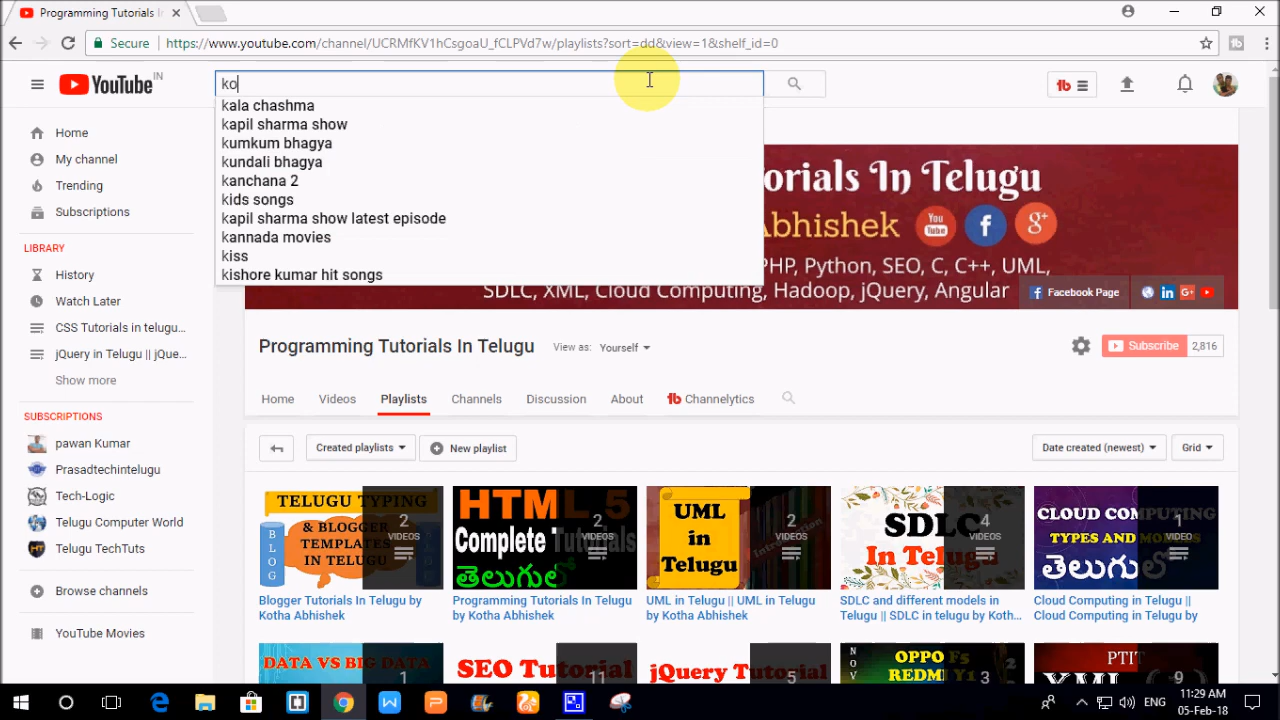 Programming Tutorials I
Secure
https://www.youtube.com/channel/UCRMfKV1hCsgoaU_fCLPVd7w/playlists?sort=dd&view=1&shelf_id=0
YouTube IN
ko
kala chashma
kapil sharma show
kumkum bhagya
kundali bhagya
kanchana 2
kids songs
kapil sharma show latest episode
kannada movies
kiss
kishore kumar hit songs
Home
My channel
Trending
Subscriptions
LIBRARY
History
Watch Later
CSS Tutorials in telugu...
jQuery in Telugu || jQue...
Show more
SUBSCRIPTIONS
pawan Kumar
Prasadtechintelugu
Tech-Logic
Telugu Computer World
Telugu TechTuts
Browse channels
YouTube Movies
orials In Telugu
Abhishek
You Tube
f
g+
PHP, Python, SEO, C, C++, UML,
SDLC, XML, Cloud Computing, Hadoop, jQuery, Angular
Facebook Page
Programming Tutorials In Telugu
View as: Yourself
Subscribe 2,816
Home
Videos
Playlists
Channels
Discussion
About
Channelytics
Created playlists
New playlist
Date created (newest)
Grid
TELUGU TYPING
& BLOGGER
TEMPLATES
IN TELUGU
BLOG
2
VIDEOS
Blogger Tutorials In Telugu by
Kotha Abhishek
HTML 5
Complete Tutorials
తెలుగులో
2
VIDEOS
Programming Tutorials In Telugu
by Kotha Abhishek
UML
in
Telugu
Introduction
2
VIDEOS
UML in Telugu || UML in Telugu
by Kotha Abhishek
SDLC
In Telugu
4
VIDEOS
SDLC and different models in
Telugu || SDLC in telugu by Koth...
CLOUD COMPUTING
TYPES AND MODELS
తెలుగులో
1
VIDEO
Cloud Computing in Telugu ||
Cloud Computing in Telugu by
DATA VS BIG DATA
1
SEO Tutorial
11
jQuery Tutorial
5
NOV
OPPO F5
REDMI Y1
3
PTIT
XML
9
ENG
11:29 AM
05-Feb-18